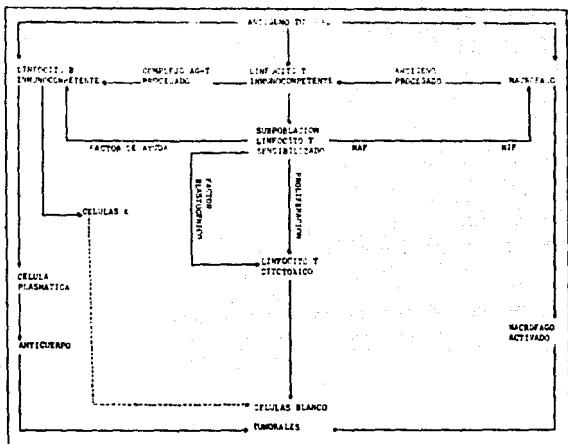 ANTIGENO
LINFOCITO B
INMUNOCOMPETENTE
COMPLEJO AG-T
PROCESADO
LINFOCITO T
INMUNOCOMPETENTE
ANTIGENO
PROCESADO
MACROFAGO
SUBPOBLACION
LINFOCITO T
SENSIBILIZADO
FACTOR DE AYUDA
MAF
MIF
FACTOR
BLASTOGENICO
PROLIFERACION
CELULAS K
LINFOCITO T
CITOTOXICO
CELULA
PLASMATICA
ANTICUERPO
MACROFAGO
ACTIVADO
CELULAS BLANCO
TUMORALES